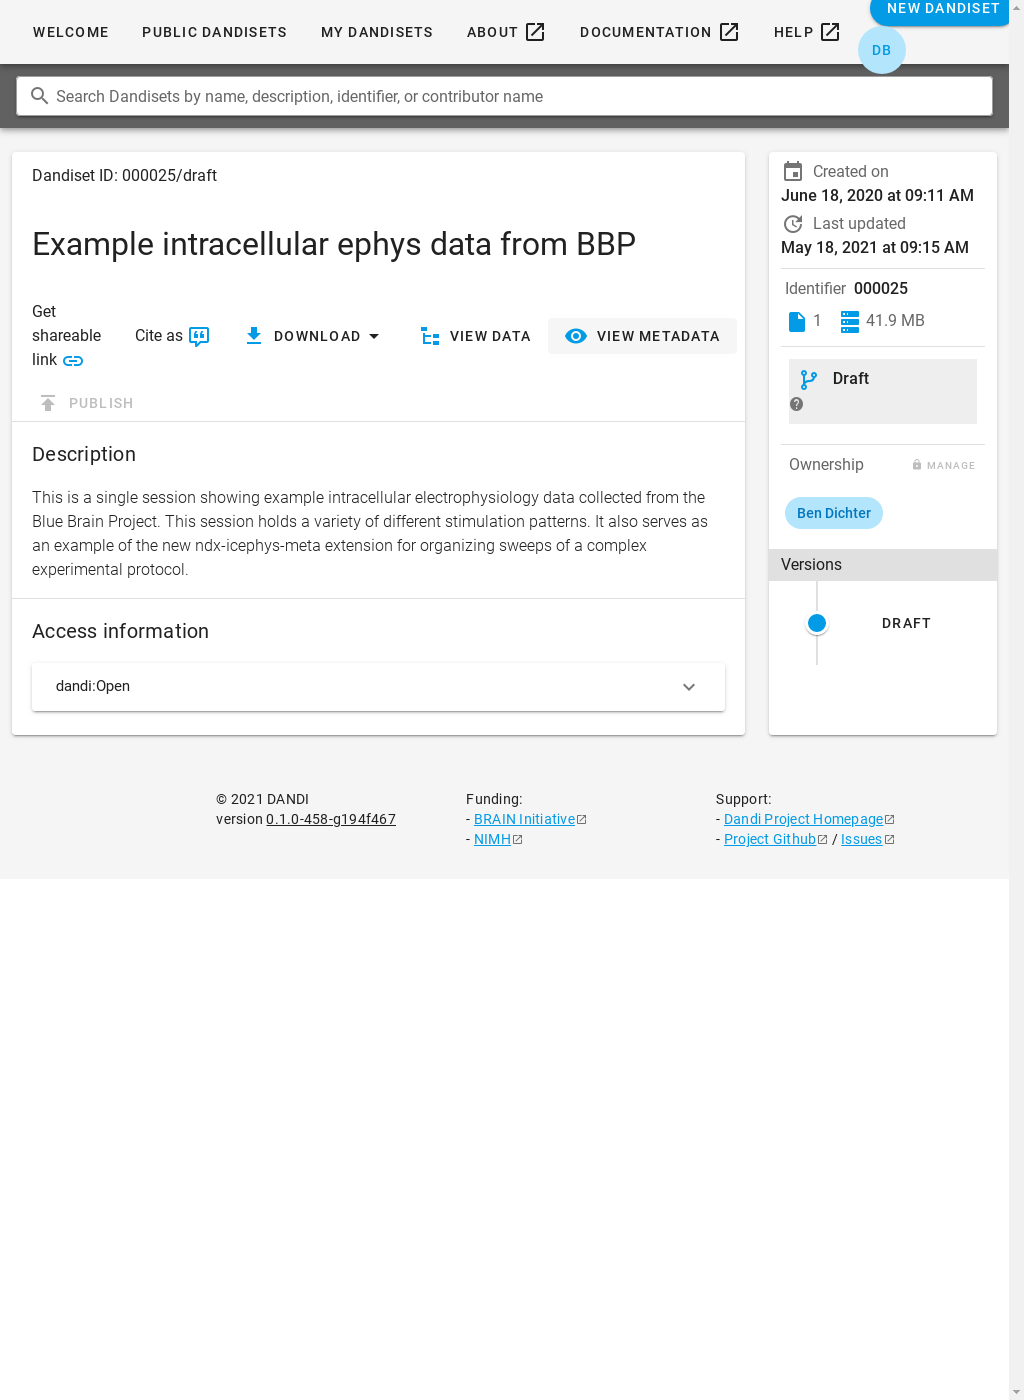 WELCOME PUBLIC DANDISETS MY DANDISETS ABOUT DOCUMENTATION HELP NEW DANDISET
DB
Search Dandisets by name, description, identifier, or contributor name
Dandiset ID: 000025/draft
Example intracellular ephys data from BBP
Get
shareable
link
Cite as
DOWNLOAD
VIEW DATA
VIEW METADATA
PUBLISH
Description
This is a single session showing example intracellular electrophysiology data collected from the
Blue Brain Project. This session holds a variety of different stimulation patterns. It also serves as
an example of the new ndx-icephys-meta extension for organizing sweeps of a complex
experimental protocol.
Access information
dandi:Open
Created on
June 18, 2020 at 09:11 AM
Last updated
May 18, 2021 at 09:15 AM
Identifier 000025
1 41.9 MB
Draft
Ownership MANAGE
Ben Dichter
Versions
DRAFT
© 2021 DANDI
version 0.1.0-458-g194f467
Funding:
- BRAIN Initiative
- NIMH
Support:
- Dandi Project Homepage
- Project Github / Issues